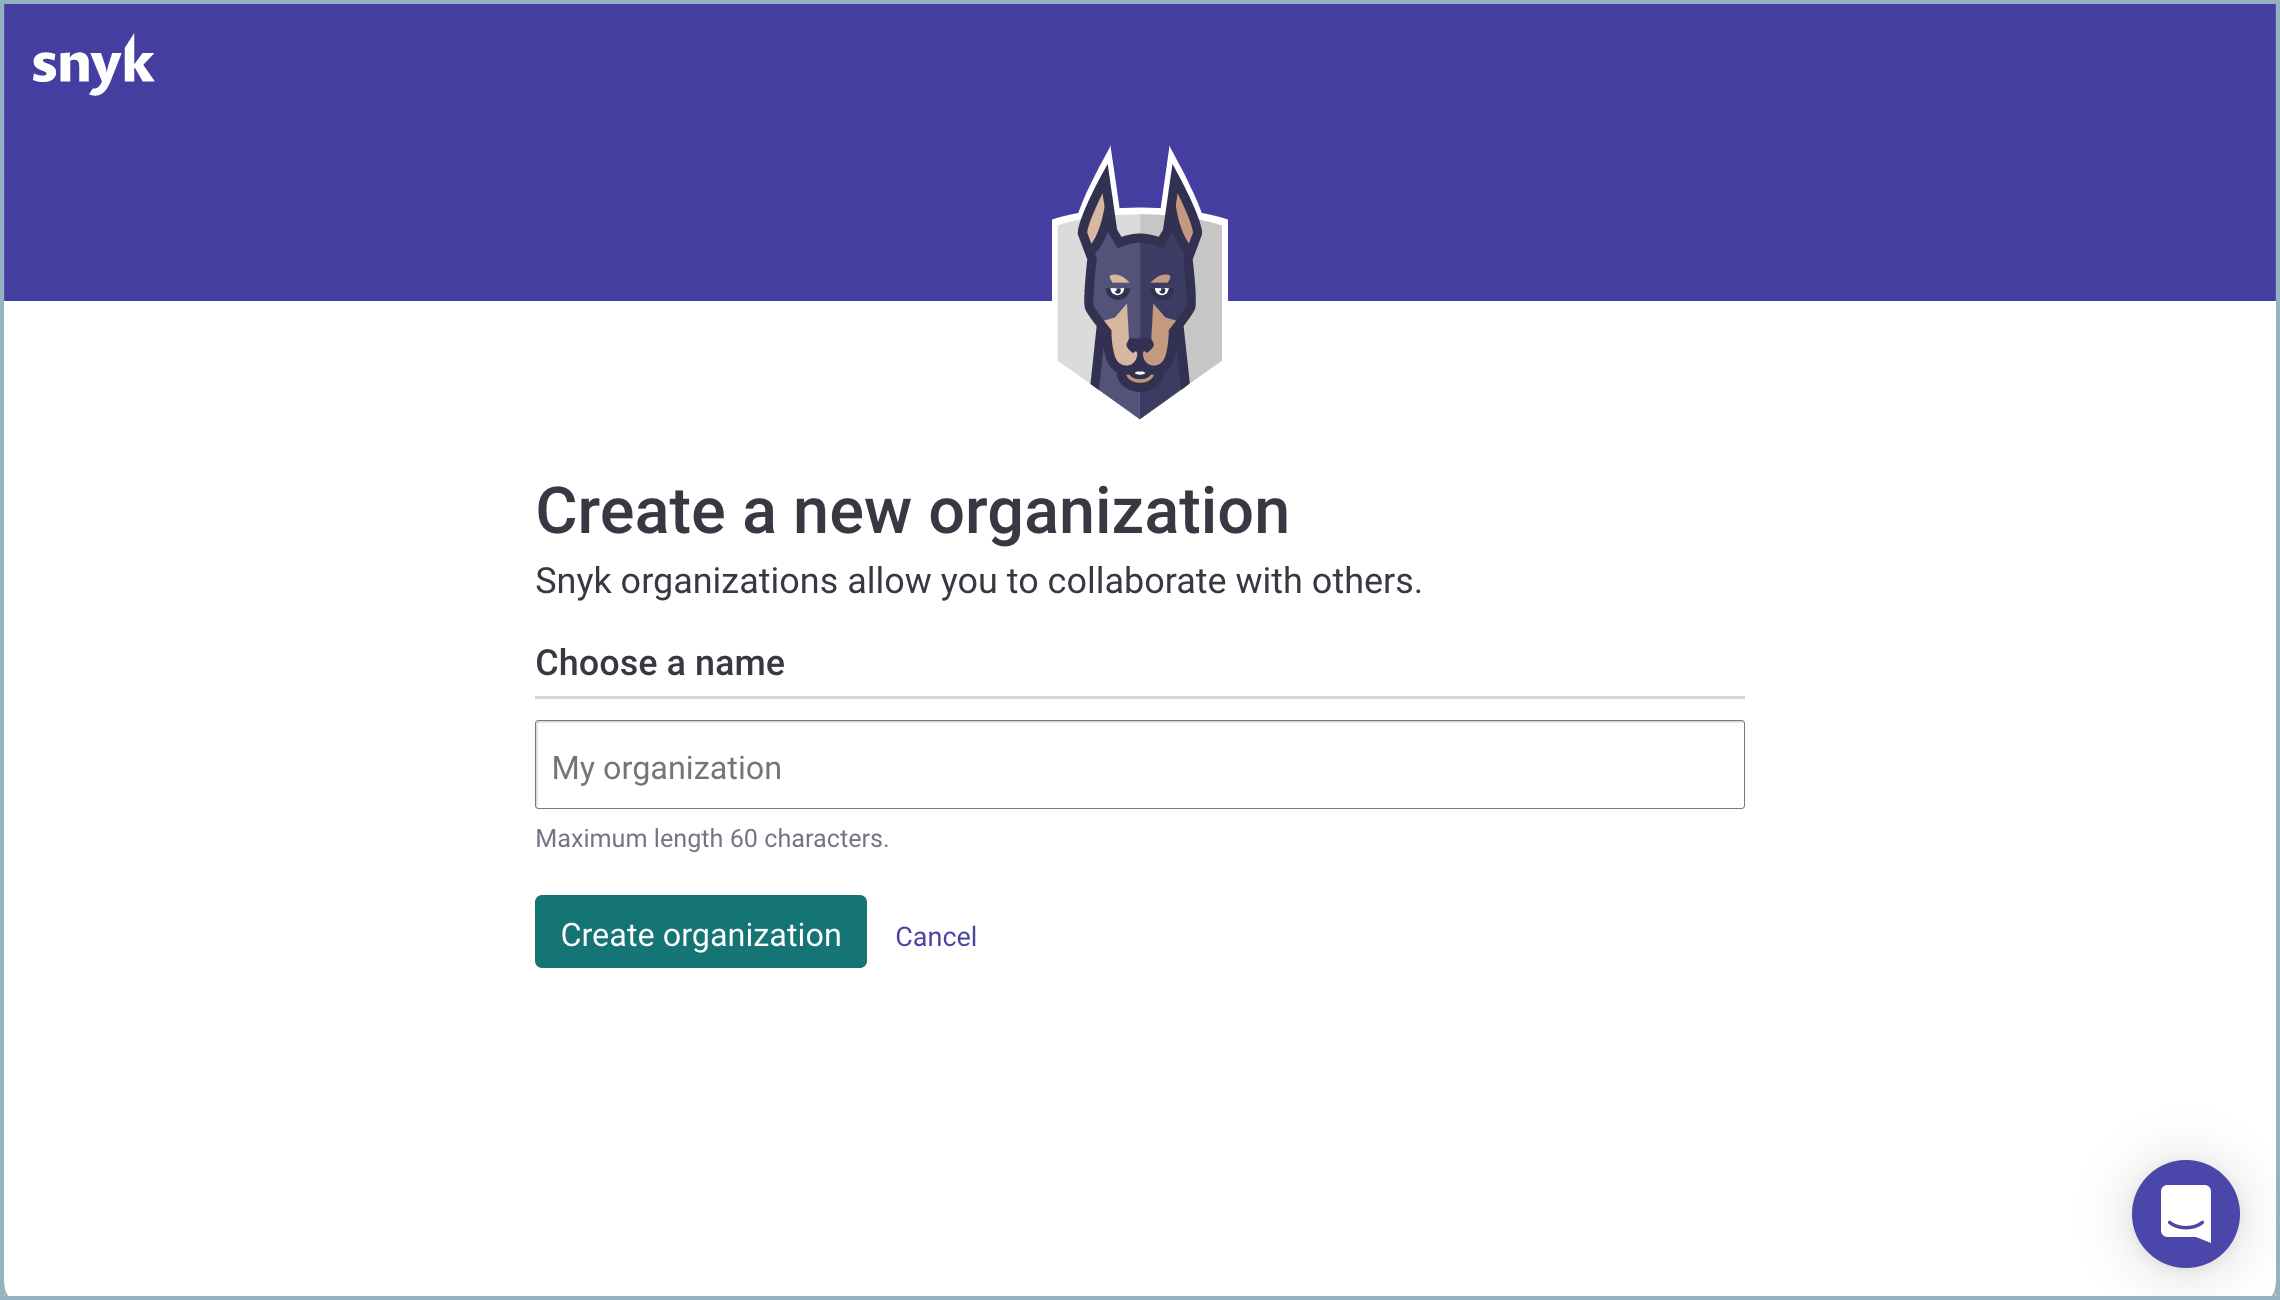 snyk
Create a new organization
Snyk organizations allow you to collaborate with others.
Choose a name
My organization
Maximum length 60 characters.
Create organization
Cancel